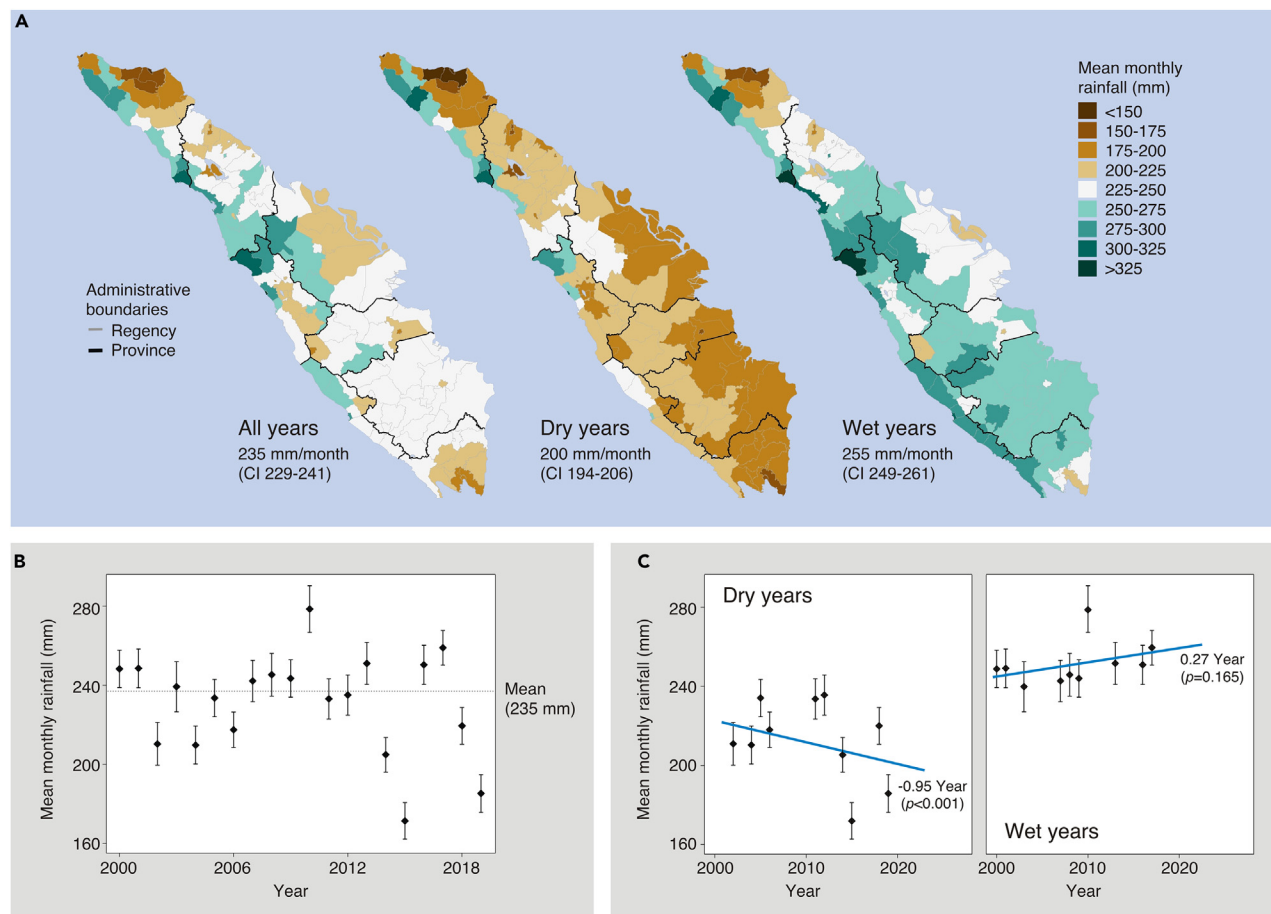 A
Mean monthly
rainfall (mm)
<150
150-175
175-200
200-225
225-250
250-275
275-300
300-325
>325
Administrative
boundaries
Regency
Province
All years
235 mm/month
(CI 229-241)
Dry years
200 mm/month
(CI 194-206)
Wet years
255 mm/month
(CI 249-261)
B
Mean monthly rainfall (mm)
280
240
200
160
2000
2006
2012
2018
Year
Mean
(235 mm)
C
Mean monthly rainfall (mm)
280
240
200
160
Dry years
-0.95 Year
(p<0.001)
2000
2010
2020
Year
0.27 Year
(p=0.165)
Wet years
2000
2010
2020
Year